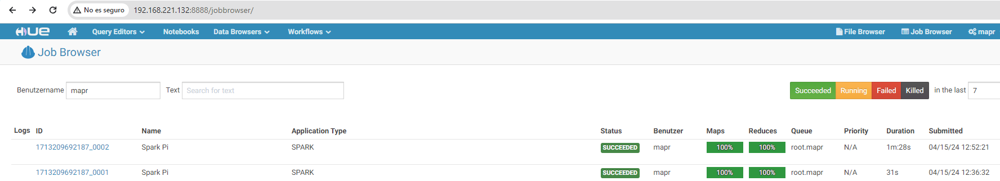 No es seguro 192.168.221.132:8888/jobbrowser/
HUE Query Editors Notebooks Data Browsers Workflows File Browser Job Browser mapr
Job Browser
Benutzername mapr Text Search for text Succeeded Running Failed Killed in the last 7
Logs ID Name Application Type Status Benutzer Maps Reduces Queue Priority Duration Submitted
1713209692187_0002 Spark Pi SPARK SUCCEEDED mapr 100% 100% root.mapr N/A 1m:28s 04/15/24 12:52:21
1713209692187_0001 Spark Pi SPARK SUCCEEDED mapr 100% 100% root.mapr N/A 31s 04/15/24 12:36:32